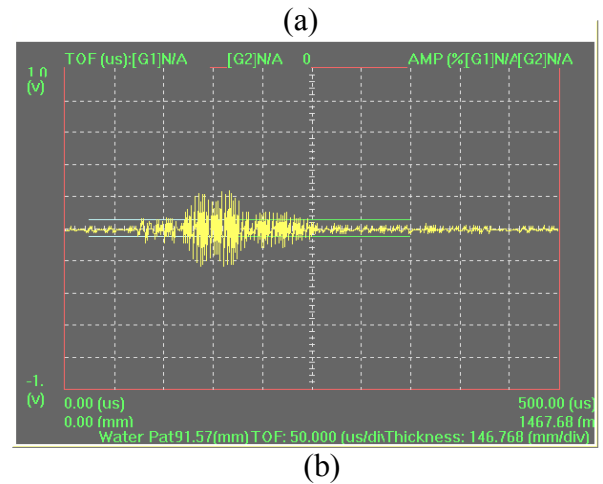 (a)
TOF (us):[G1]N/A [G2]N/A 0 AMP (%[G1]N/A[G2]N/A
1.0
(v)
-1.
(v)
0.00 (us) 500.00 (us)
0.00 (mm) 1467.68 (m
Water Pat91.57(mm) TOF: 50.000 (us/di\Thickness: 146.768 (mm/div)
(b)